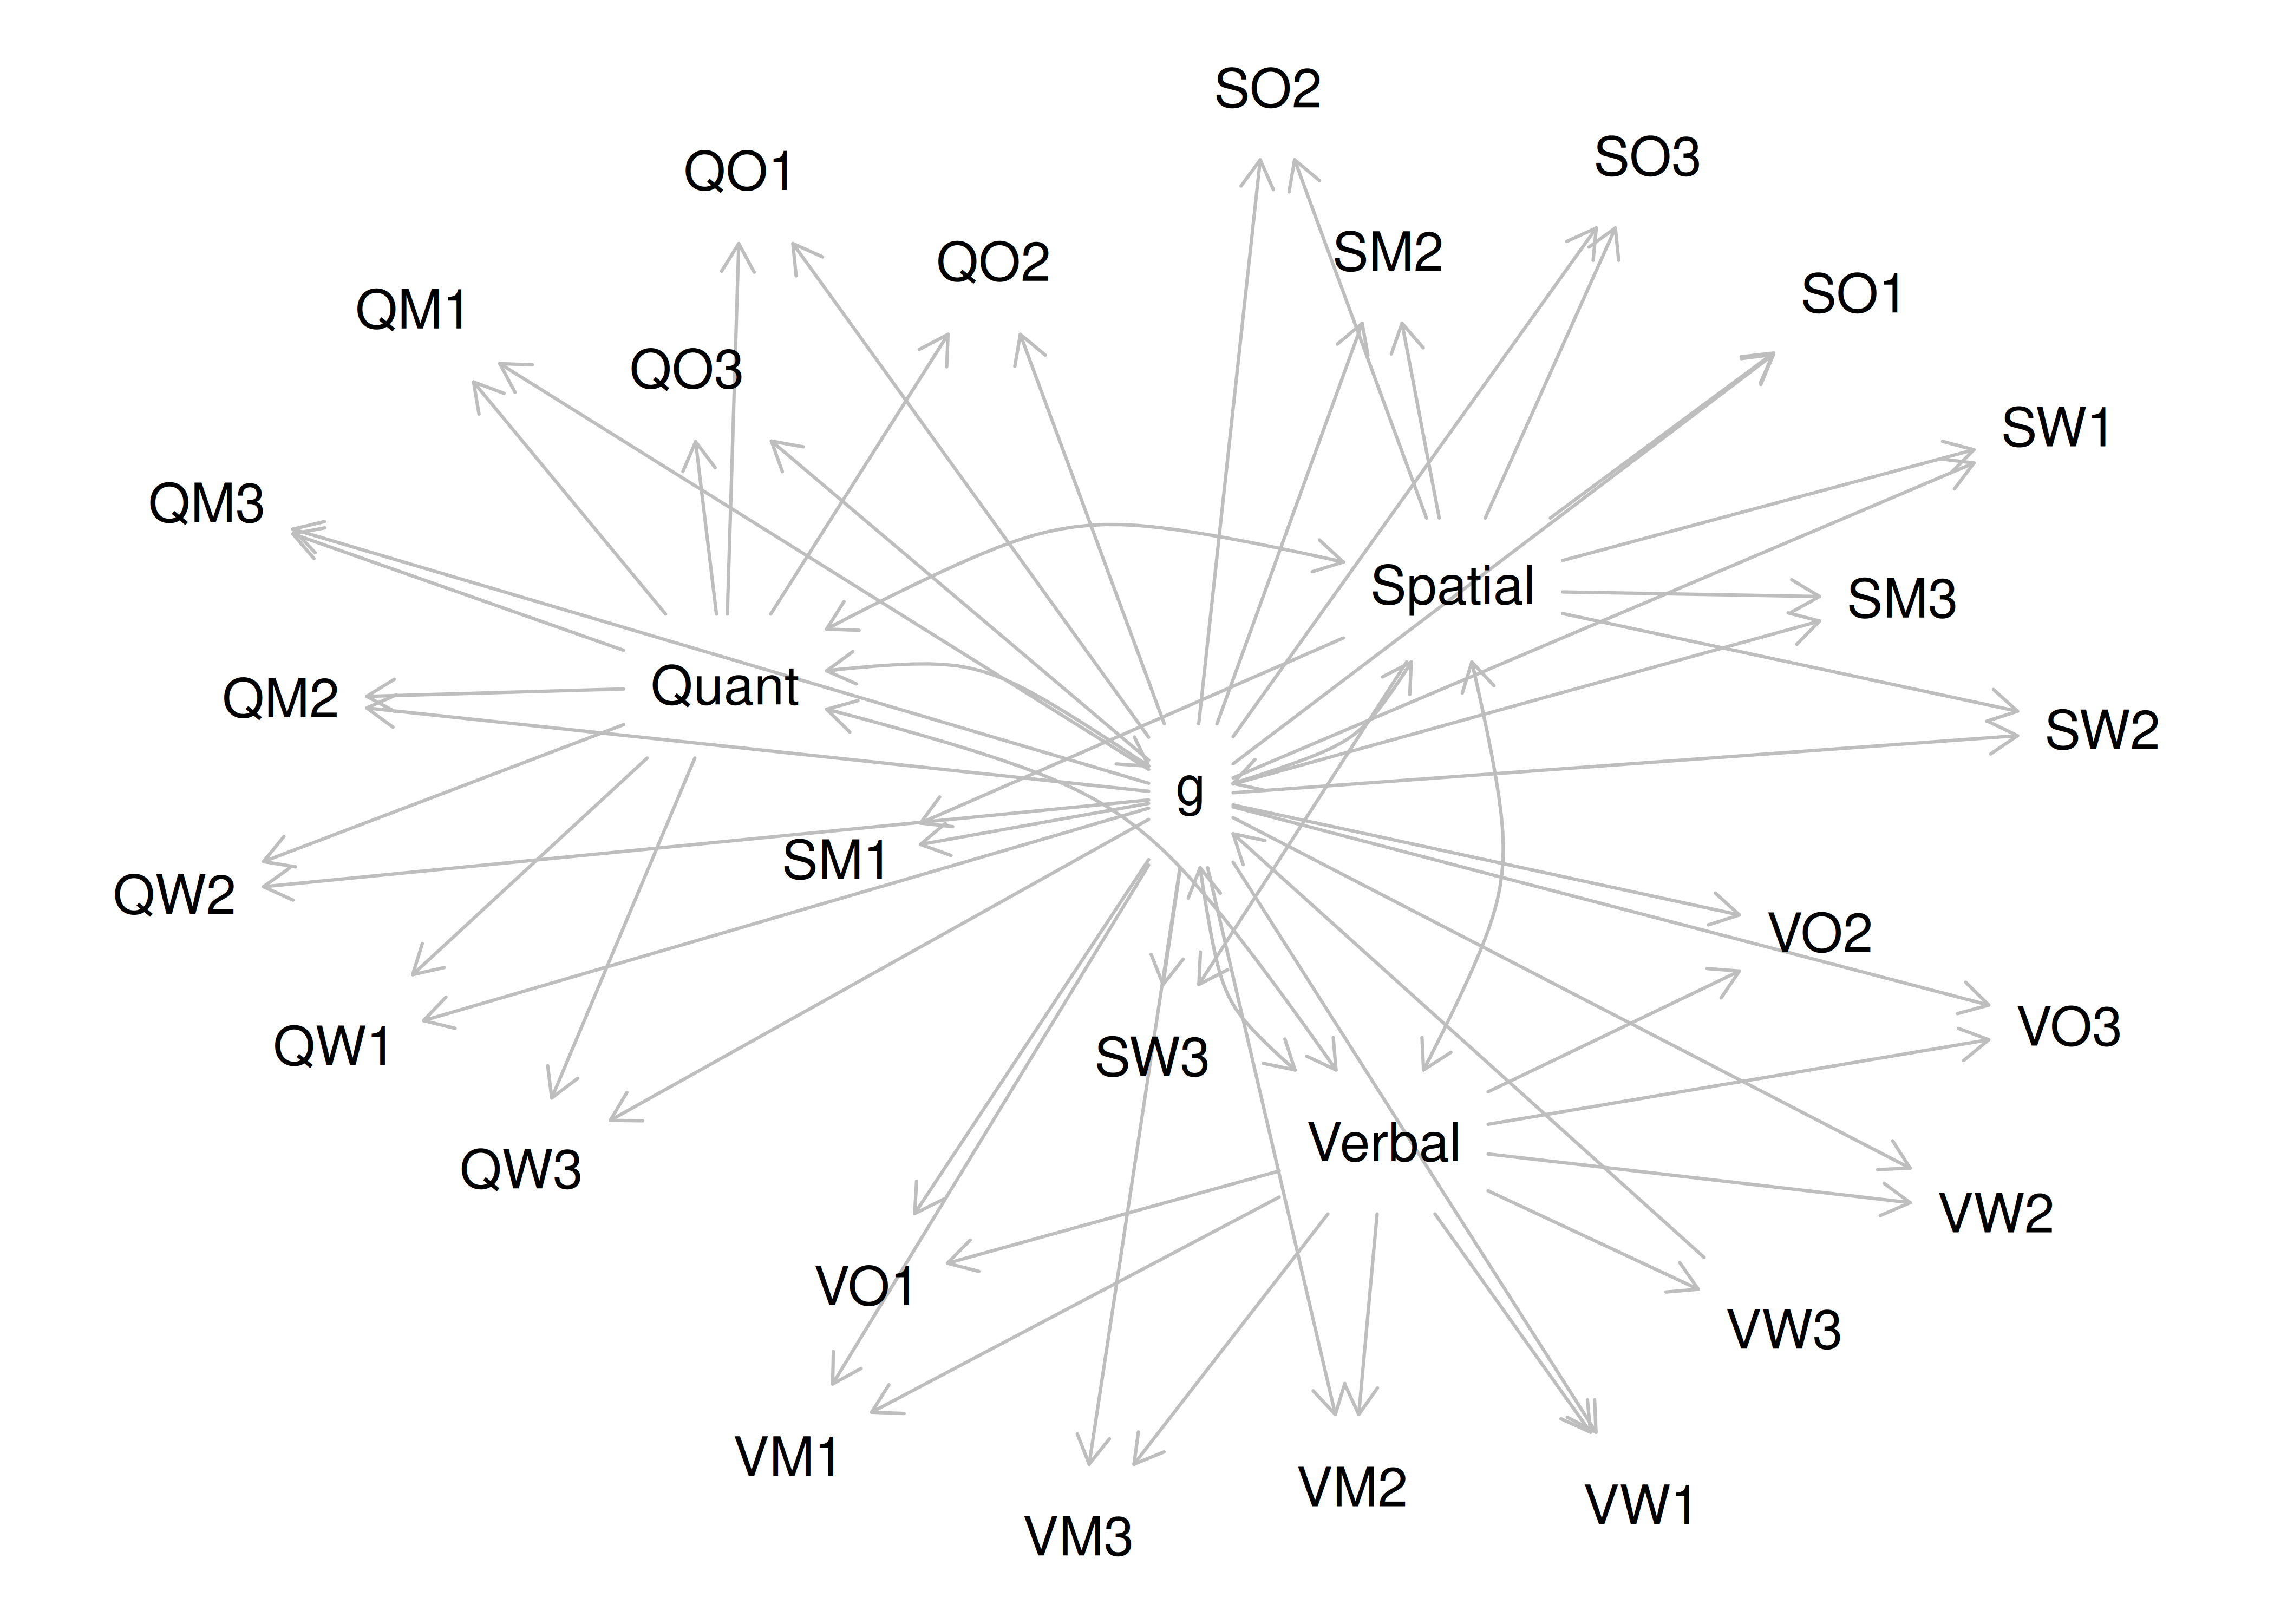 SO2
SO3
QO1
SM2
QO2
SO1
QM1
QO3
SW1
QM3
Spatial
SM3
Quant
QM2
SW2
g
SM1
QW2
VO2
VO3
QW1
SW3
Verbal
QW3
VW2
VO1
VW3
VM1
VM2
VW1
VM3